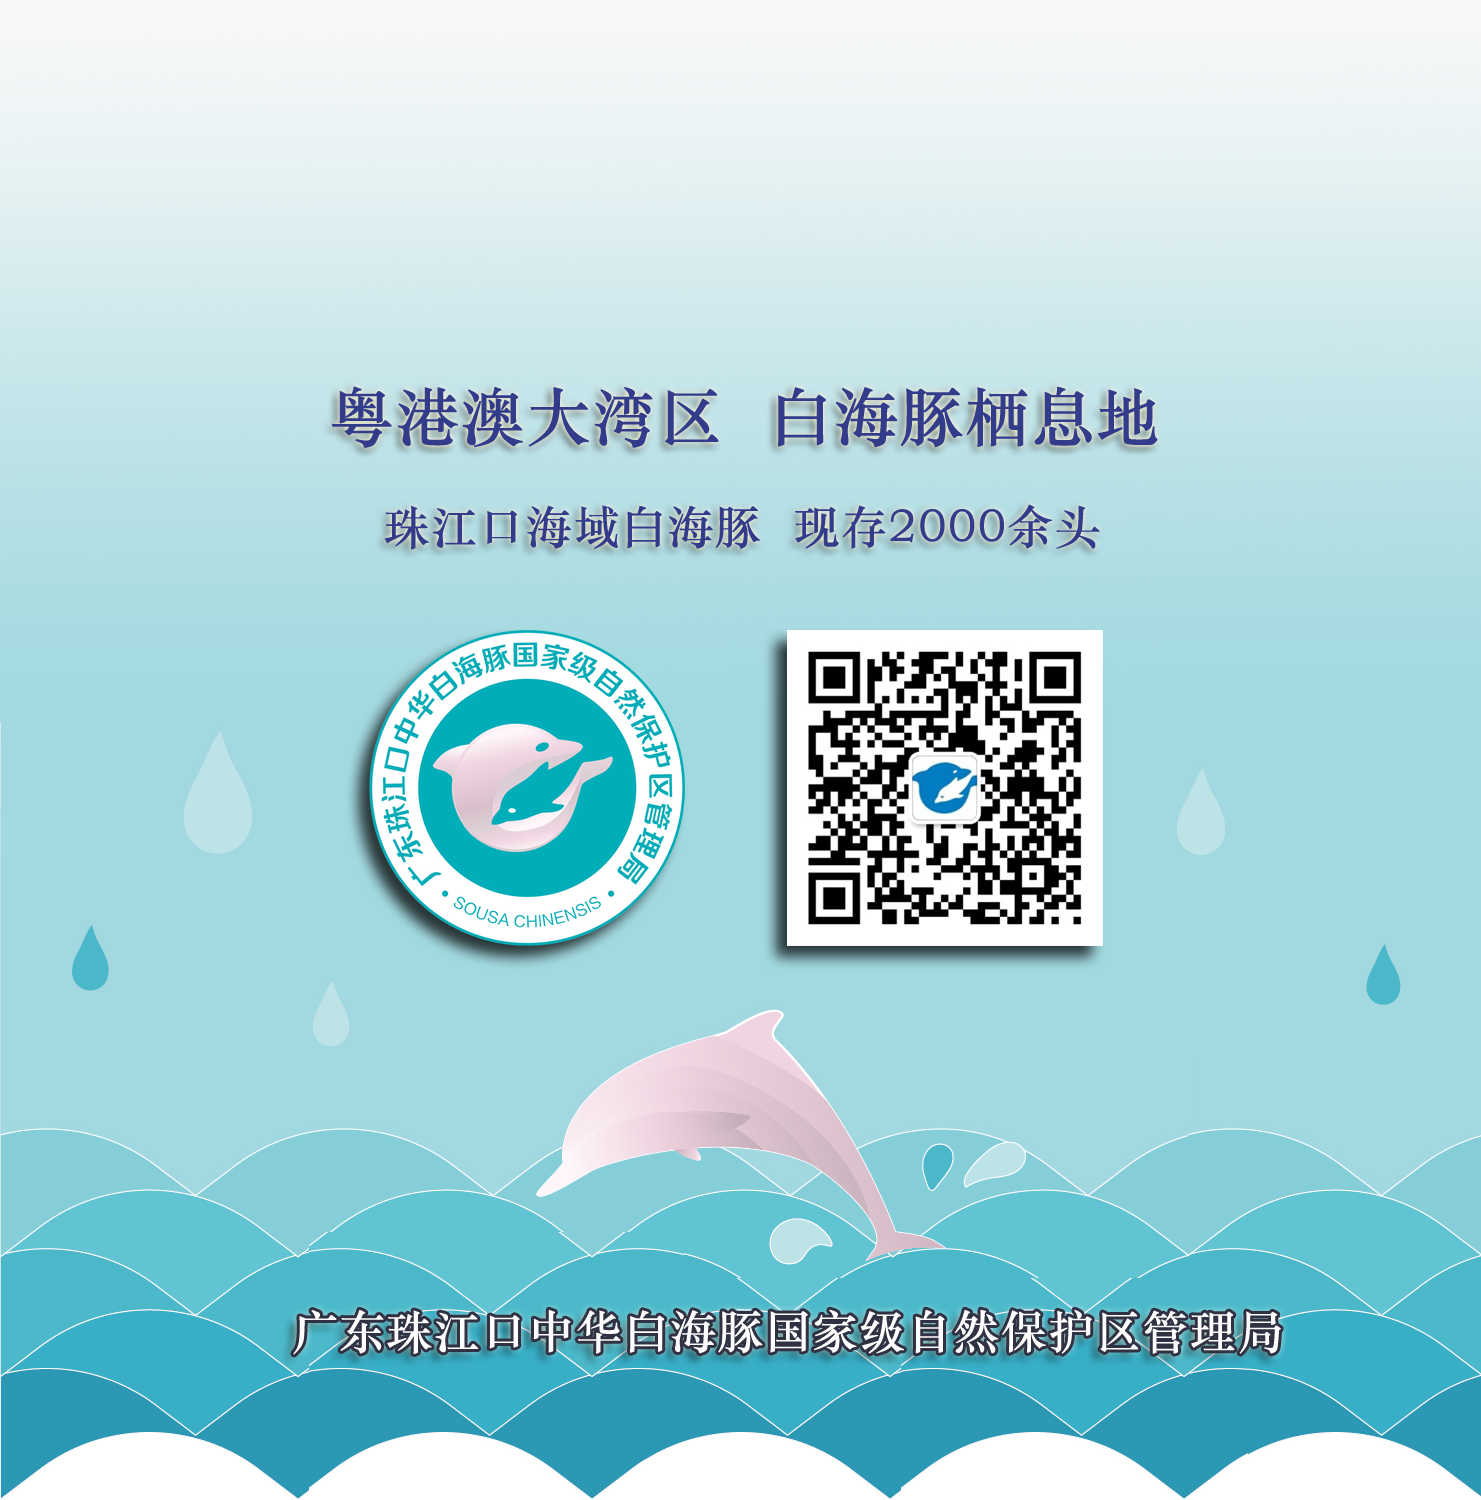 粤港澳大湾区 白海豚栖息地
珠江口海域白海豚 现存2000余头
广东珠江口中华白海豚国家级自然保护区管理局
SOUSA CHINENSIS
广东珠江口中华白海豚国家级自然保护区管理局